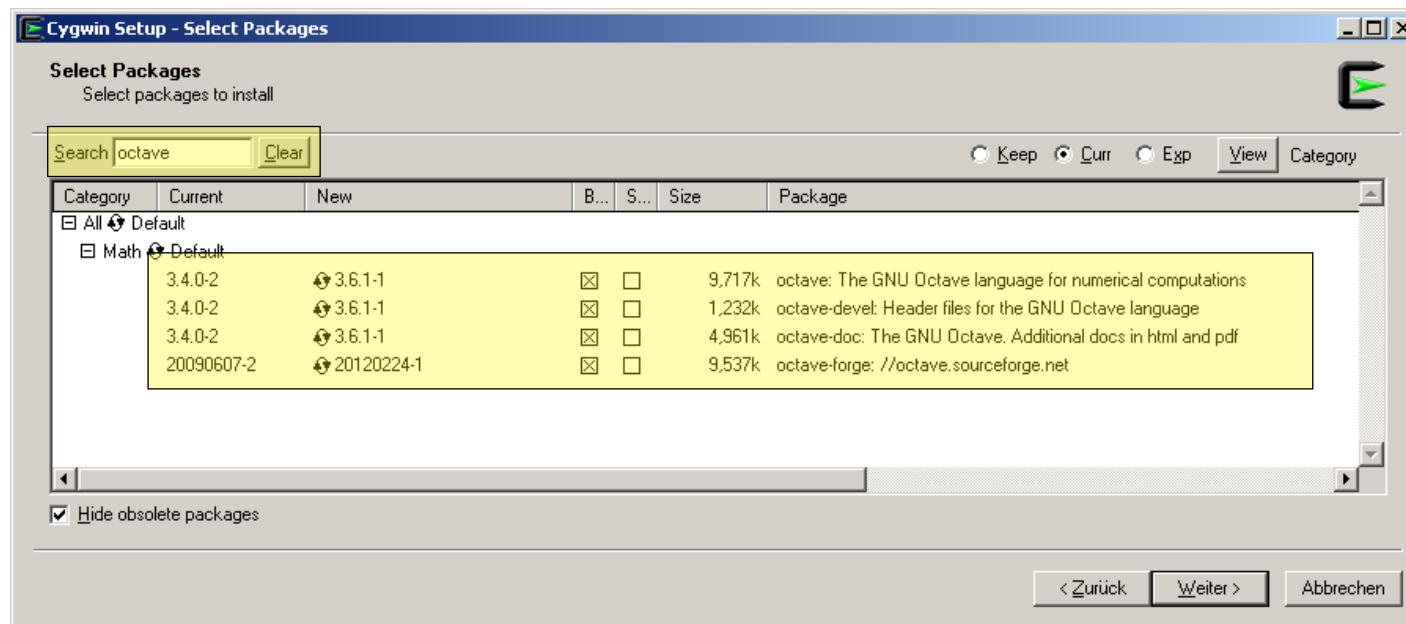 Cygwin Setup - Select Packages
Select Packages
Select packages to install
Search octave Clear Keep Curr Exp View Category
Category Current New B... S... Size Package
All Default
Math Default
3.4.0-2 3.6.1-1 9,717k octave: The GNU Octave language for numerical computations
3.4.0-2 3.6.1-1 1,232k octave-devel: Header files for the GNU Octave language
3.4.0-2 3.6.1-1 4,961k octave-doc: The GNU Octave. Additional docs in html and pdf
20090607-2 20120224-1 9,537k octave-forge: //octave.sourceforge.net
Hide obsolete packages
< Zurück Weiter > Abbrechen